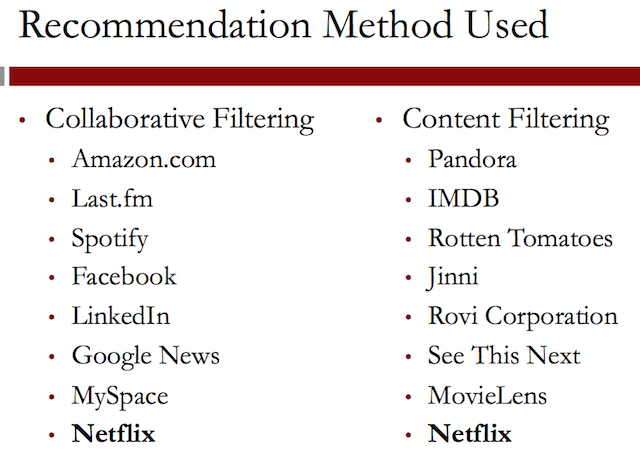 Recommendation Method Used
• Collaborative Filtering
• Amazon.com
• Last.fm
• Spotify
• Facebook
• LinkedIn
• Google News
• MySpace
• Netflix
• Content Filtering
• Pandora
• IMDB
• Rotten Tomatoes
• Jinni
• Rovi Corporation
• See This Next
• MovieLens
• Netflix